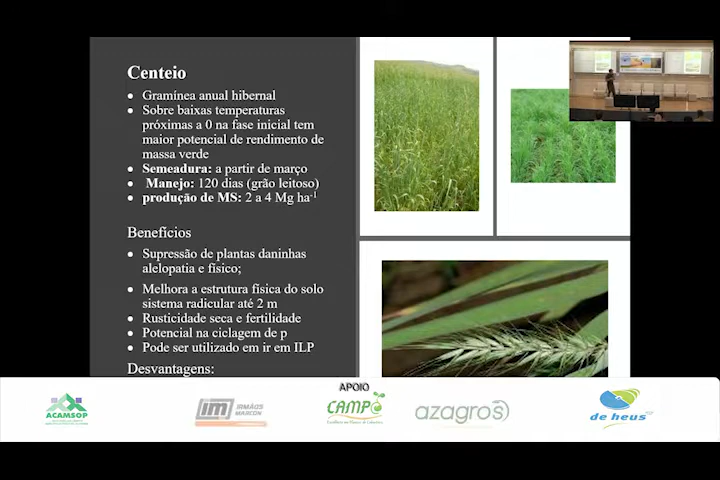 Centeio
• Gramínea anual hibernal
• Sobre baixas temperaturas
próximas a 0 na fase inicial tem
maior potencial de rendimento de
massa verde
• Semeadura: a partir de março
• Manejo: 120 dias (grão leitoso)
• produção de MS: 2 a 4 Mg ha-1
Benefícios
• Supressão de plantas daninhas
alelopatia e físico;
• Melhora a estrutura física do solo
sistema radicular até 2 m
• Rusticidade seca e fertilidade
• Potencial na ciclagem de p
• Pode ser utilizado em ir em ILP
Desvantagens:
APOIO
ACAMSOP
im IRMÃOS
MARCON
CAMPO
azagros
de heus